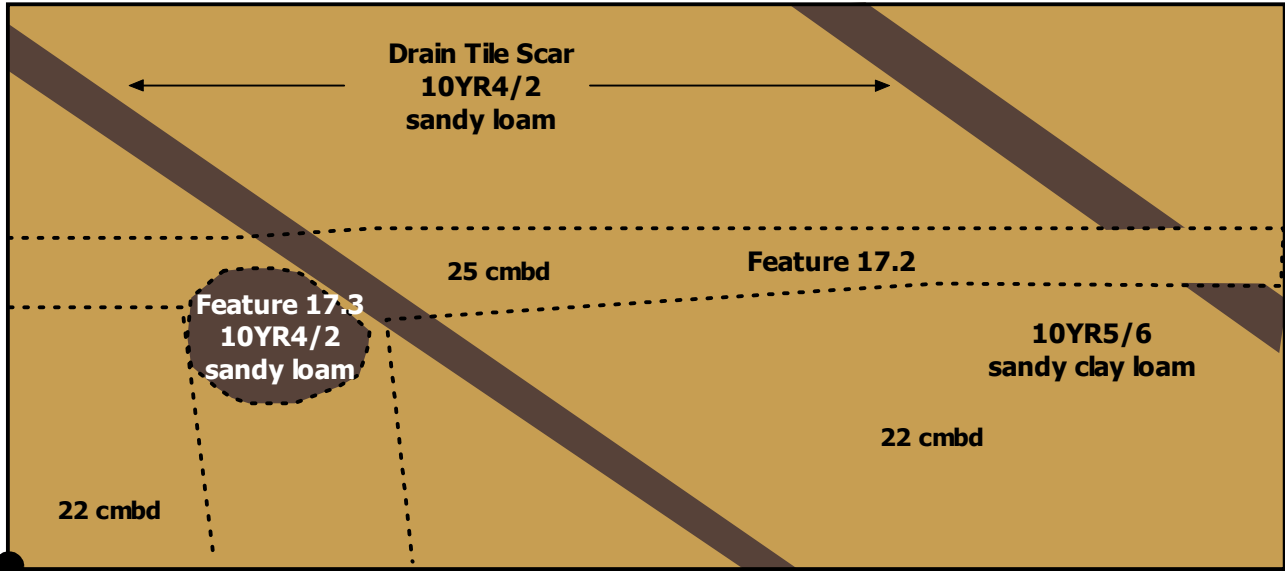 Drain Tile Scar
10YR4/2
sandy loam
Feature 17.2
25 cmbd
Feature 17.3
10YR4/2
sandy loam
10YR5/6
sandy clay loam
22 cmbd
22 cmbd